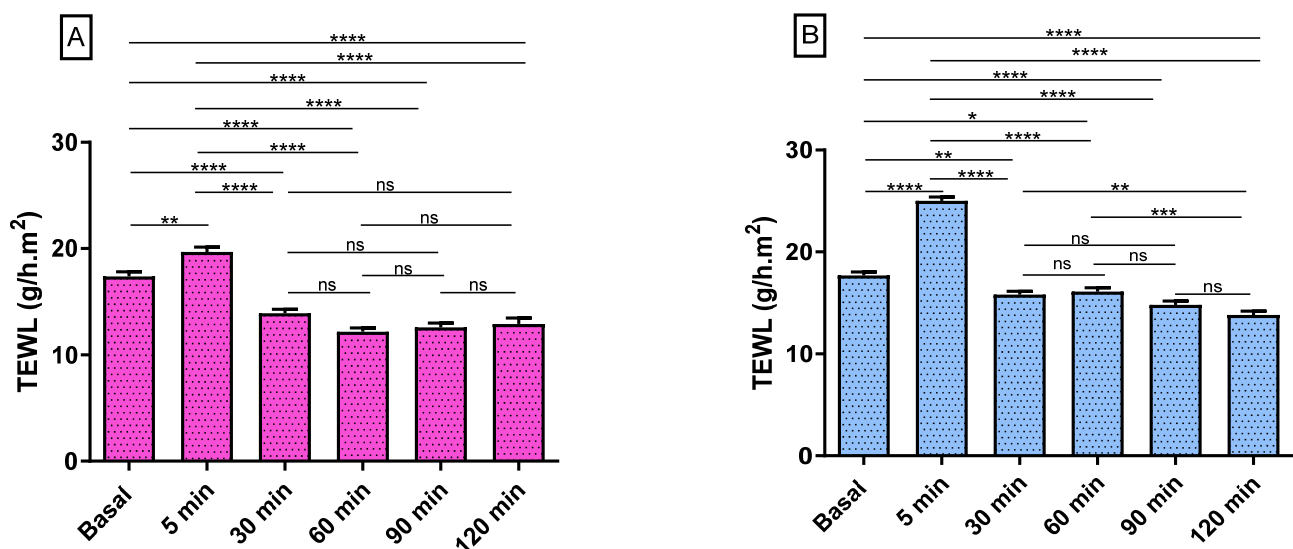 A
****
****
****
****
****
****
****
****
ns
**
ns
ns
ns
ns
ns
30
20
10
0
TEWL (g/h.m²)
Basal
5 min
30 min
60 min
90 min
120 min
B
****
****
****
****
*
****
**
****
****
**
***
ns
ns
ns
ns
30
20
10
0
TEWL (g/h.m²)
Basal
5 min
30 min
60 min
90 min
120 min